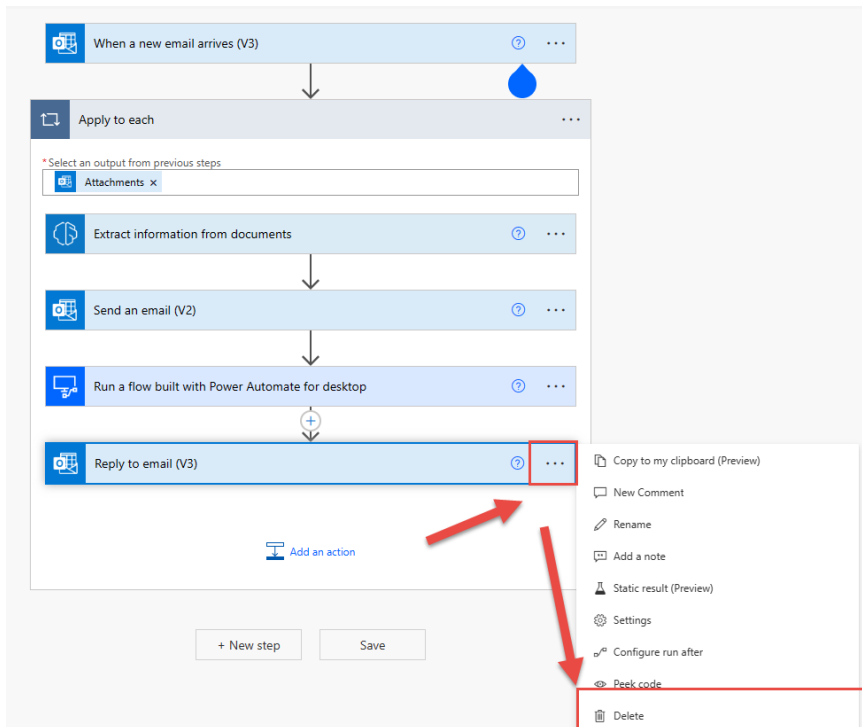 When a new email arrives (V3)
Apply to each
*Select an output from previous steps
Attachments ×
Extract information from documents
Send an email (V2)
Run a flow built with Power Automate for desktop
Reply to email (V3)
Copy to my clipboard (Preview)
New Comment
Rename
Add a note
Static result (Preview)
Settings
Configure run after
Peek code
Delete
Add an action
+ New step
Save